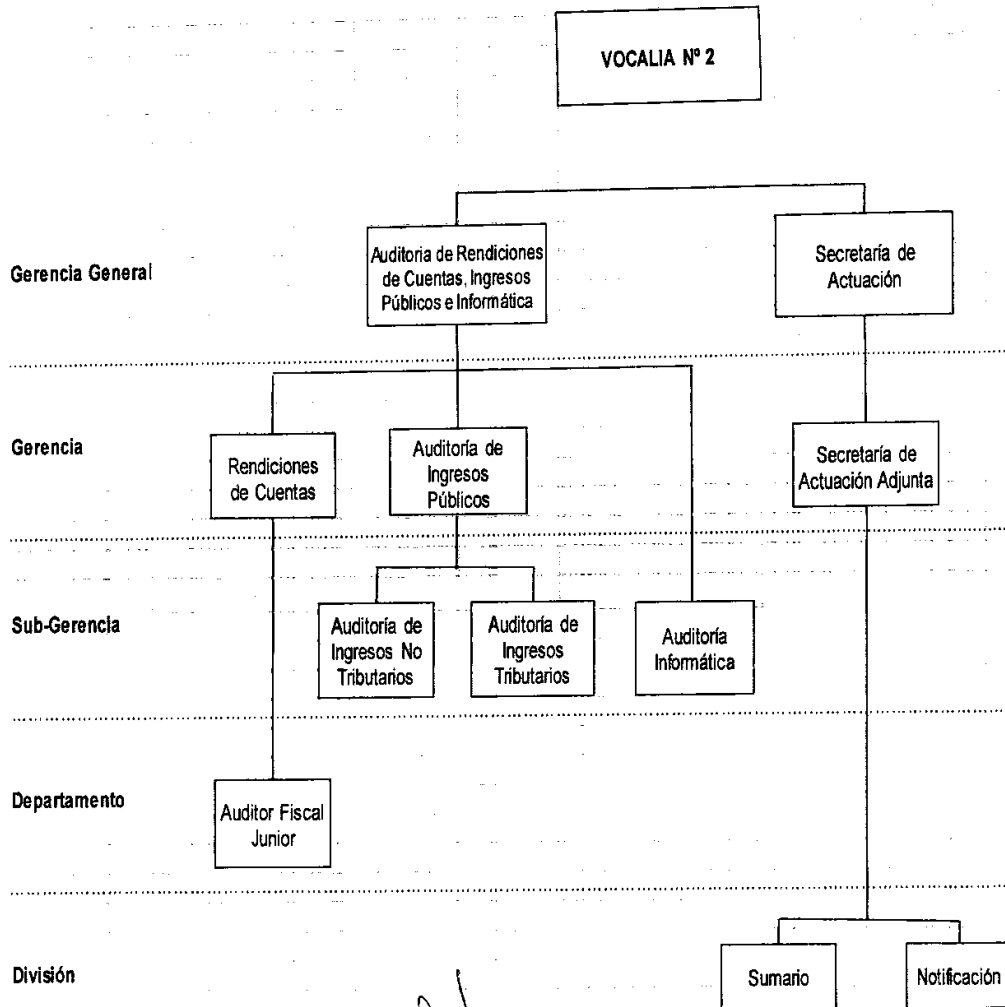 VOCALIA Nº 2
Gerencia General
Auditoria de Rendiciones
de Cuentas, Ingresos
Públicos e Informática
Secretaría de
Actuación
Gerencia
Rendiciones
de Cuentas
Auditoría de
Ingresos
Públicos
Secretaría de
Actuación Adjunta
Sub-Gerencia
Auditoría de
Ingresos No
Tributarios
Auditoría de
Ingresos
Tributarios
Auditoría
Informática
Departamento
Auditor Fiscal
Junior
División
Sumario
Notificación